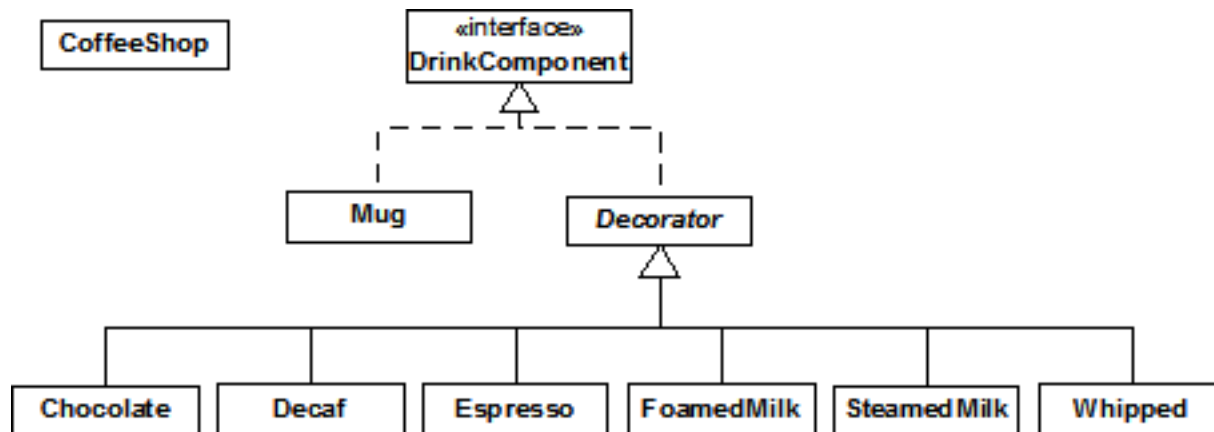 CoffeeShop
«interface»
DrinkComponent
Mug
Decorator
Chocolate
Decaf
Espresso
FoamedMilk
SteamedMilk
Whipped